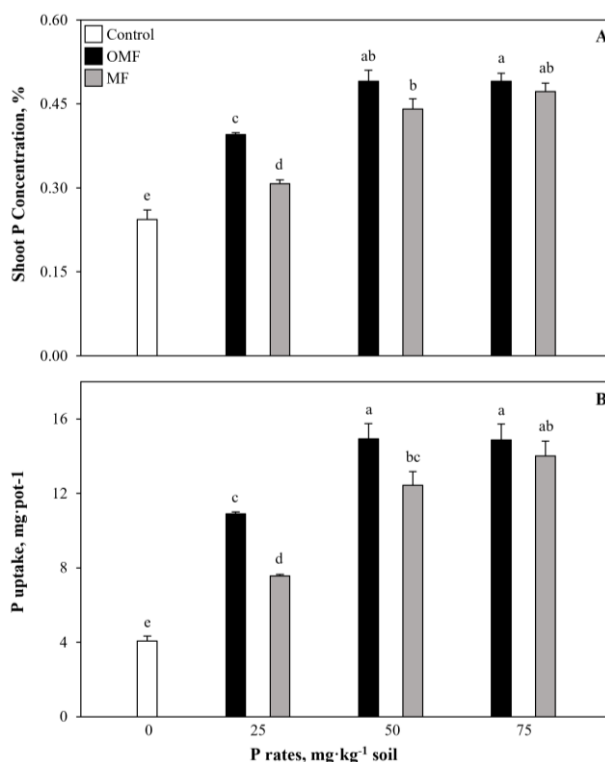 Control
OMF
MF
A
Shoot P Concentration, %
0.60
0.45
0.30
0.15
0.00
e
c
d
ab
b
a
ab
B
P uptake, mg·pot-1
16
12
8
4
0
e
c
d
a
bc
a
ab
0 25 50 75
P rates, mg·kg⁻¹ soil